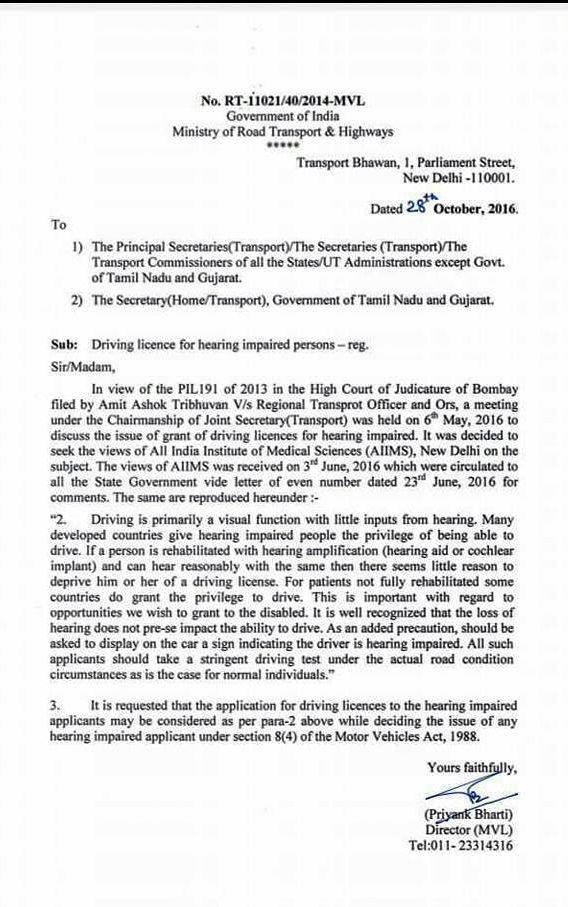 No. RT-11021/40/2014-MVL
Government of India
Ministry of Road Transport & Highways
*****
Transport Bhawan, 1, Parliament Street,
New Delhi -110001.
Dated 28th October, 2016.
To
1) The Principal Secretaries(Transport)/The Secretaries (Transport)/The
Transport Commissioners of all the States/UT Administrations except Govt.
of Tamil Nadu and Gujarat.
2) The Secretary(Home/Transport), Government of Tamil Nadu and Gujarat.
Sub: Driving licence for hearing impaired persons – reg.
Sir/Madam,
In view of the PIL191 of 2013 in the High Court of Judicature of Bombay
filed by Amit Ashok Tribhuvan V/s Regional Transprot Officer and Ors, a meeting
under the Chairmanship of Joint Secretary(Transport) was held on 6th May, 2016 to
discuss the issue of grant of driving licences for hearing impaired. It was decided to
seek the views of All India Institute of Medical Sciences (AIIMS), New Delhi on the
subject. The views of AIIMS was received on 3rd June, 2016 which were circulated to
all the State Government vide letter of even number dated 23rd June, 2016 for
comments. The same are reproduced hereunder :-
“2. Driving is primarily a visual function with little inputs from hearing. Many
developed countries give hearing impaired people the privilege of being able to
drive. If a person is rehabilitated with hearing amplification (hearing aid or cochlear
implant) and can hear reasonably with the same then there seems little reason to
deprive him or her of a driving license. For patients not fully rehabilitated some
countries do grant the privilege to drive. This is important with regard to
opportunities we wish to grant to the disabled. It is well recognized that the loss of
hearing does not pre-se impact the ability to drive. As an added precaution, should be
asked to display on the car a sign indicating the driver is hearing impaired. All such
applicants should take a stringent driving test under the actual road condition
circumstances as is the case for normal individuals.”
3. It is requested that the application for driving licences to the hearing impaired
applicants may be considered as per para-2 above while deciding the issue of any
hearing impaired applicant under section 8(4) of the Motor Vehicles Act, 1988.
Yours faithfully,
(Priyank Bharti)
Director (MVL)
Tel:011- 23314316